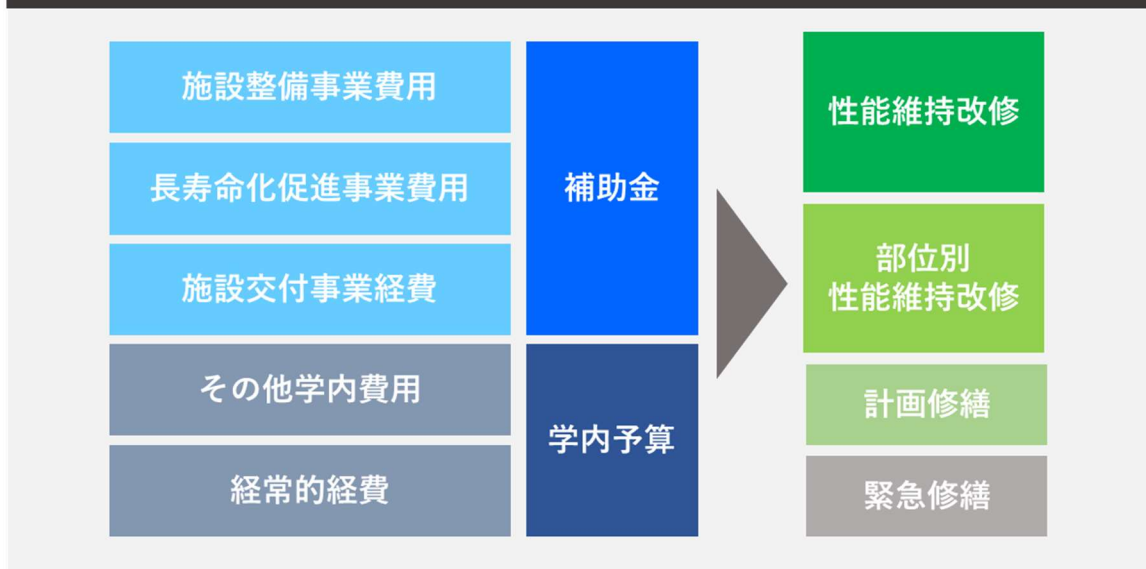 施設整備事業費用
長寿命化促進事業費用
施設交付事業経費
その他学内費用
経常的経費
補助金
学内予算
性能維持改修
部位別
性能維持改修
計画修繕
緊急修繕